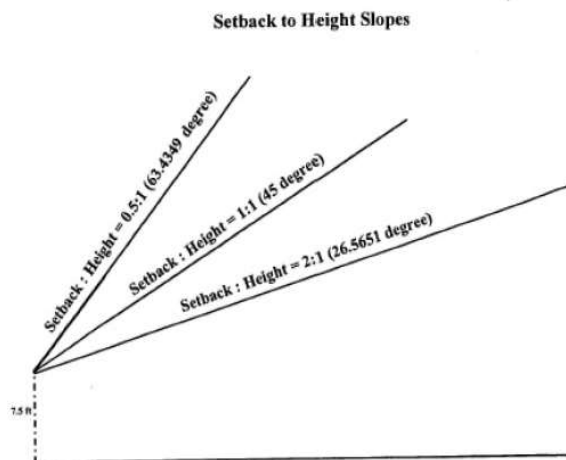 Setback to Height Slopes
Setback : Height = 0.5:1 (63.4349 degree)
Setback : Height = 1:1 (45 degree)
Setback : Height = 2:1 (26.5651 degree)
7.5 ft